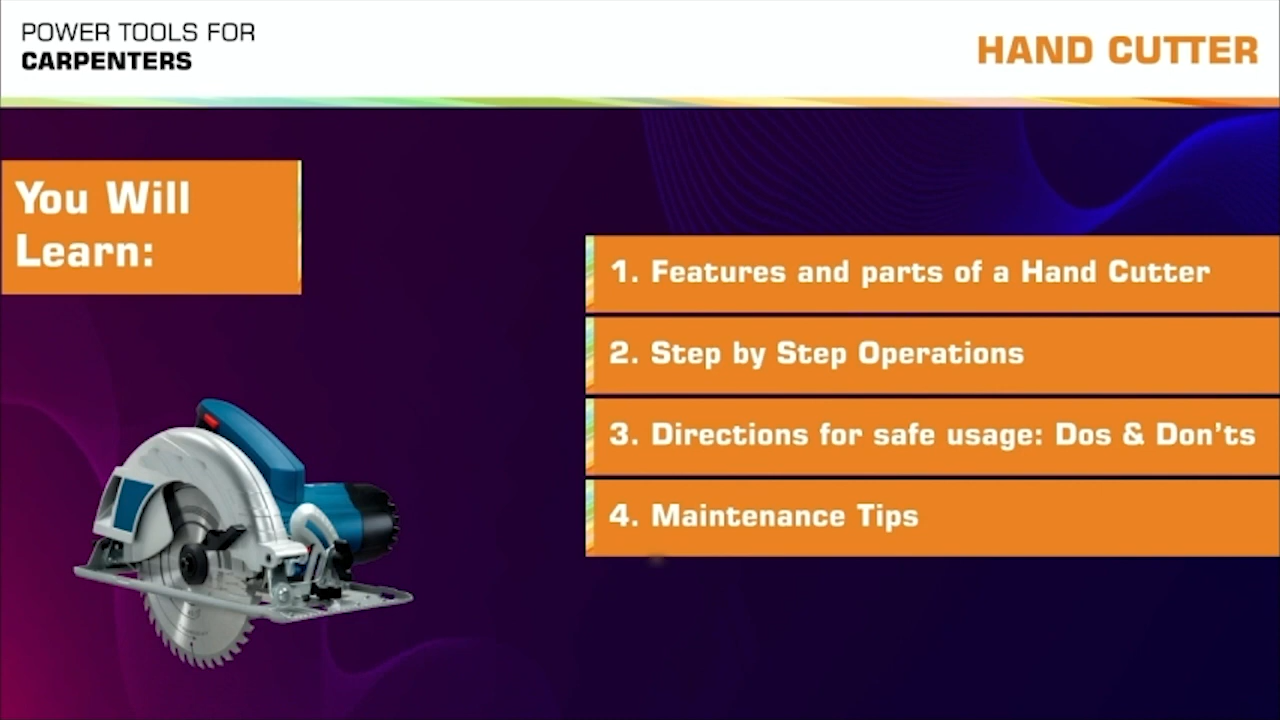 POWER TOOLS FOR
CARPENTERS
HAND CUTTER
You Will
Learn:
1. Features and parts of a Hand Cutter
2. Step by Step Operations
3. Directions for safe usage: Dos & Don'ts
4. Maintenance Tips